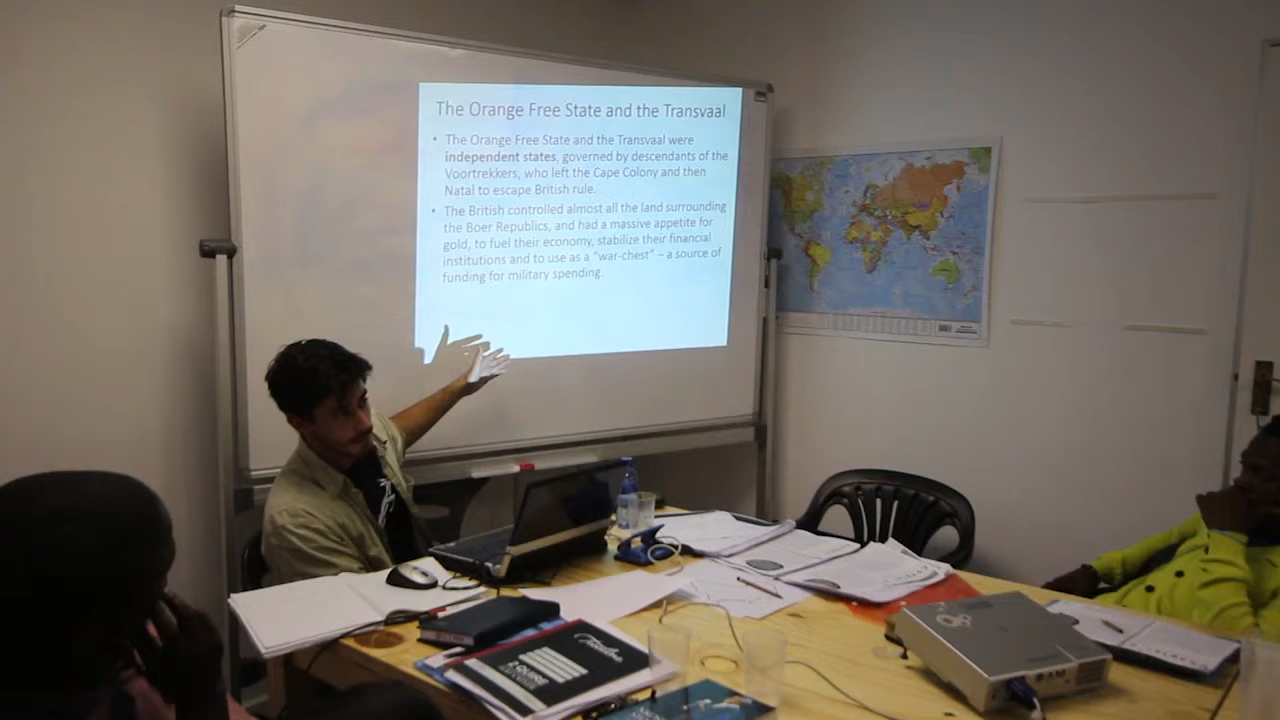 The Orange Free State and the Transvaal
• The Orange Free State and the Transvaal were
independent states, governed by descendants of the
Voortrekkers, who left the Cape Colony and then
Natal to escape British rule.
• The British controlled almost all the land surrounding
the Boer Republics, and had a massive appetite for
gold, to fuel their economy, stabilize their financial
institutions and to use as a “war-chest” – a source of
funding for military spending.
2 QUIRE